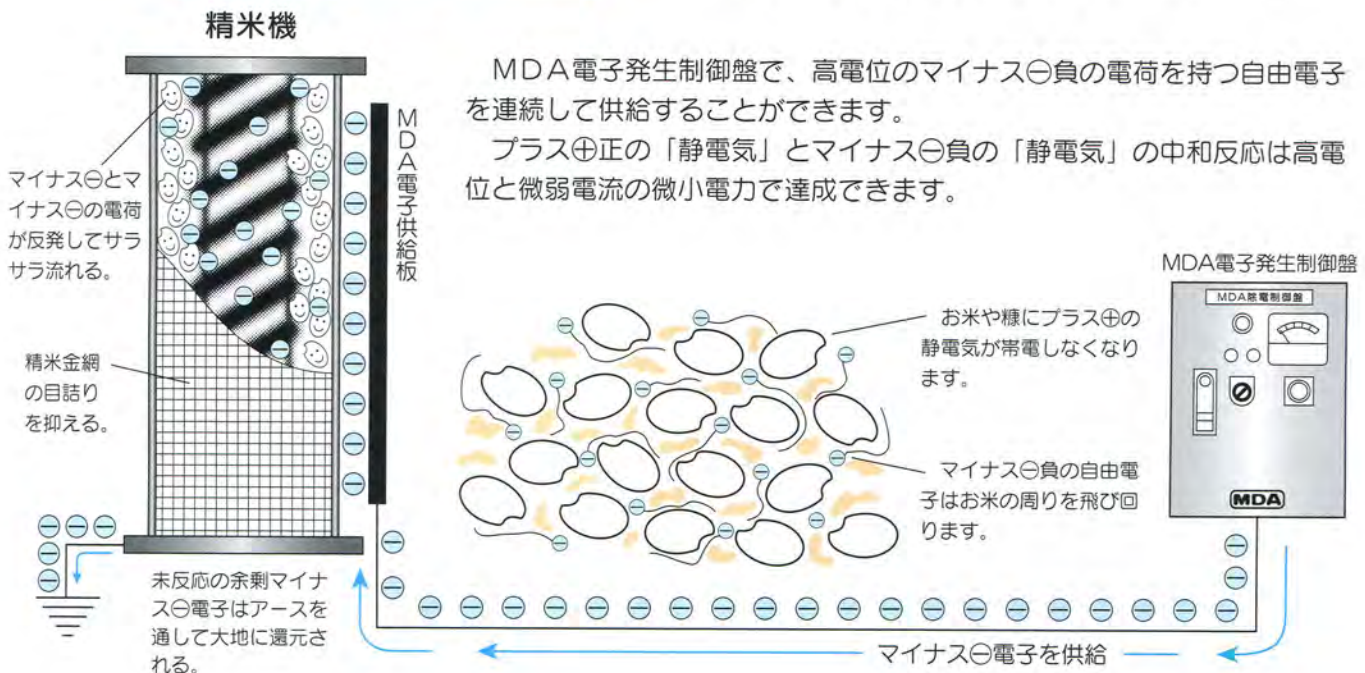 精米機
MDA電子発生制御盤で、高電位のマイナス⊖負の電荷を持つ自由電子
を連続して供給することができます。
プラス⊕正の「静電気」とマイナス⊖負の「静電気」の中和反応は高電
位と微弱電流の微小電力で達成できます。
マイナス⊖とマ
イナス⊖の電荷
が反発してサラ
サラ流れる。
精米金網
の目詰り
を抑える。
MDA電子供給板
お米や糠にプラス⊕の
静電気が帯電しなくなり
ます。
マイナス⊖負の自由電
子はお米の周りを飛び回
ります。
MDA電子発生制御盤
MDA除電制御盤
MDA
未反応の余剰マイナ
ス⊖電子はアースを
通して大地に還元さ
れる。
マイナス⊖電子を供給